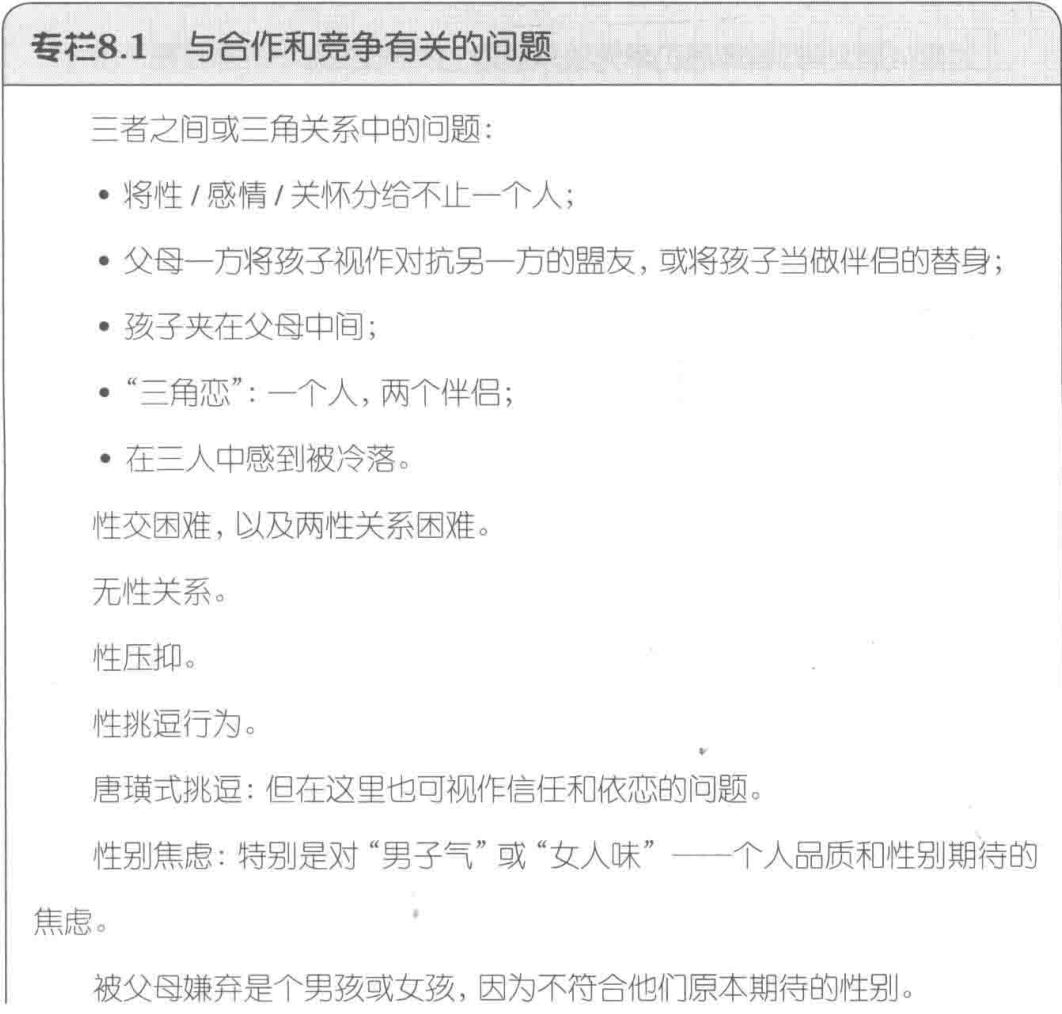 专栏8.1 与合作和竞争有关的问题
三者之间或三角关系中的问题：
• 将性/感情/关怀分给不止一个人；
• 父母一方将孩子视作对抗另一方的盟友，或将孩子当做伴侣的替身；
• 孩子夹在父母中间；
• “三角恋”：一个人，两个伴侣；
• 在三人中感到被冷落。
性交困难，以及两性关系困难。
无性关系。
性压抑。
性挑逗行为。
唐璜式挑逗：但在这里也可视作信任和依恋的问题。
性别焦虑：特别是对“男子气”或“女人味”——个人品质和性别期待的
焦虑。
被父母嫌弃是个男孩或女孩，因为不符合他们原本期待的性别。